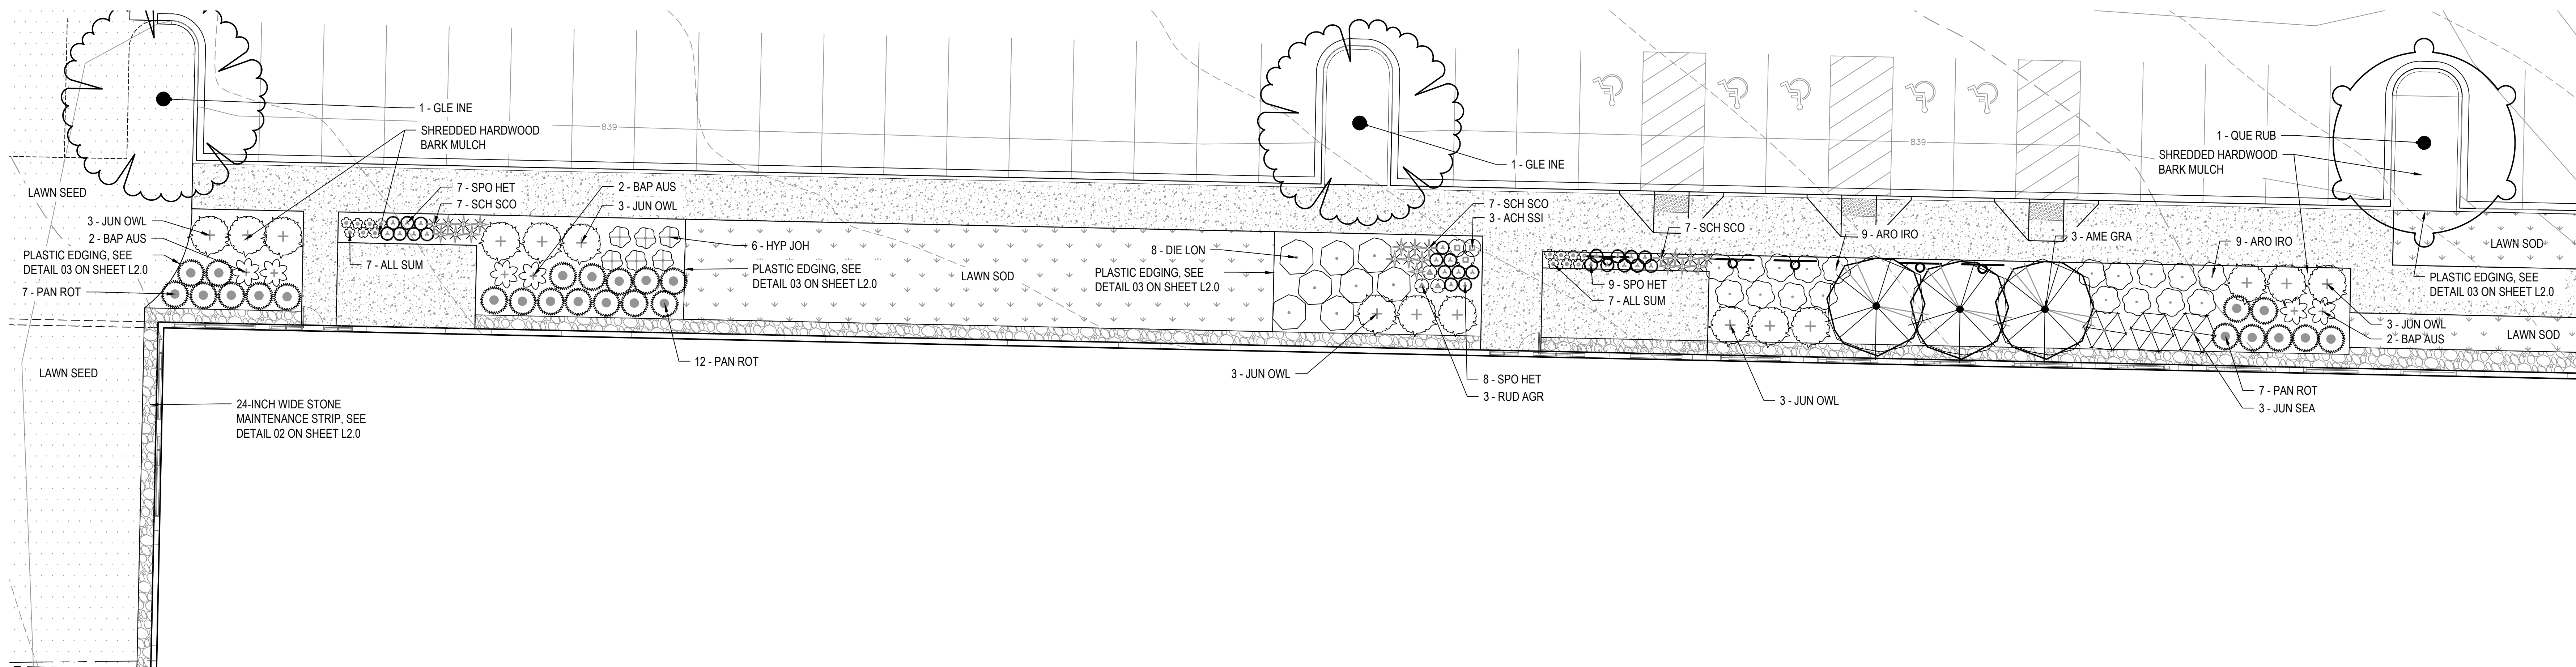 1 - GLE INE
SHREDDED HARDWOOD
BARK MULCH
839
LAWN SEED
3 - JUN OWL
2 - BAP AUS
PLASTIC EDGING, SEE
DETAIL 03 ON SHEET L2.0
7 - PAN ROT
LAWN SEED
24-INCH WIDE STONE
MAINTENANCE STRIP, SEE
DETAIL 02 ON SHEET L2.0
7 - SPO HET
7 - SCH SCO
7 - ALL SUM
2 - BAP AUS
3 - JUN OWL
6 - HYP JOH
PLASTIC EDGING, SEE
DETAIL 03 ON SHEET L2.0
12 - PAN ROT
LAWN SOD
1 - GLE INE
8 - DIE LON
PLASTIC EDGING, SEE
DETAIL 03 ON SHEET L2.0
7 - SCH SCO
3 - ACH SSI
3 - JUN OWL
8 - SPO HET
3 - RUD AGR
7 - SCH SCO
9 - SPO HET
7 - ALL SUM
9 - ARO IRO
3 - AME GRA
9 - ARO IRO
3 - JUN OWL
839
1 - QUE RUB
SHREDDED HARDWOOD
BARK MULCH
LAWN SOD
PLASTIC EDGING, SEE
DETAIL 03 ON SHEET L2.0
3 - JUN OWL
2 - BAP AUS
LAWN SOD
7 - PAN ROT
3 - JUN SEA